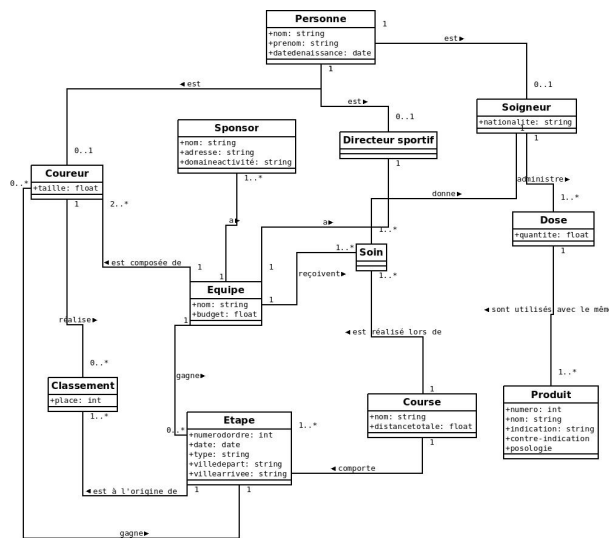 Personne
+nom: string
+prenom: string
+datedenaissance: date
1
1
est▶
◀est
est▶
0..1
0..1
0..1
Soigneur
+nationalite: string
1
1
Sponsor
+nom: string
+adresse: string
+domaineactivité: string
1..*
Directeur sportif
1
Coureur
+taille: float
0..*
1
2..*
administre▶
1..*
donne▶
Dose
+quantite: float
1
a▶
a▶
1..*
1..*
Soin
1..*
◀est composée de
1
1
1
reçoivent▶
Equipe
+nom: string
+budget: float
1
1
◀sont utilisés avec le mêm
réalise▶
◀est réalisé lors de
0..*
gagne▶
1
1..*
Classement
+place: int
1..*
Course
+nom: string
+distancetotale: float
1
Produit
+numero: int
+nom: string
+indication: string
+contre-indication
+posologie
Etape
+numerodordre: int
+date: date
+type: string
+villedepart: string
+villearrivee: string
0..*
1..*
◀comporte
◀est à l'origine de
1
1
gagne▶